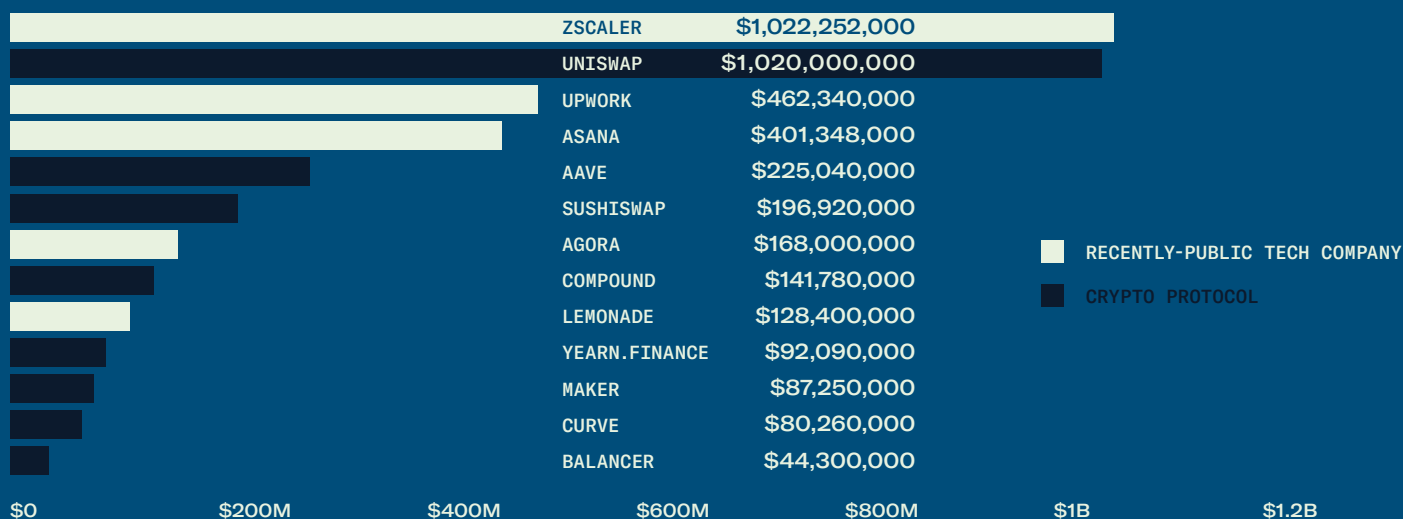 ZSCALER $1,022,252,000
UNISWAP $1,020,000,000
UPWORK $462,340,000
ASANA $401,348,000
AAVE $225,040,000
SUSHISWAP $196,920,000
AGORA $168,000,000
COMPOUND $141,780,000
LEMONADE $128,400,000
YEARN.FINANCE $92,090,000
MAKER $87,250,000
CURVE $80,260,000
BALANCER $44,300,000
RECENTLY-PUBLIC TECH COMPANY
CRYPTO PROTOCOL
$0 $200M $400M $600M $800M $1B $1.2B